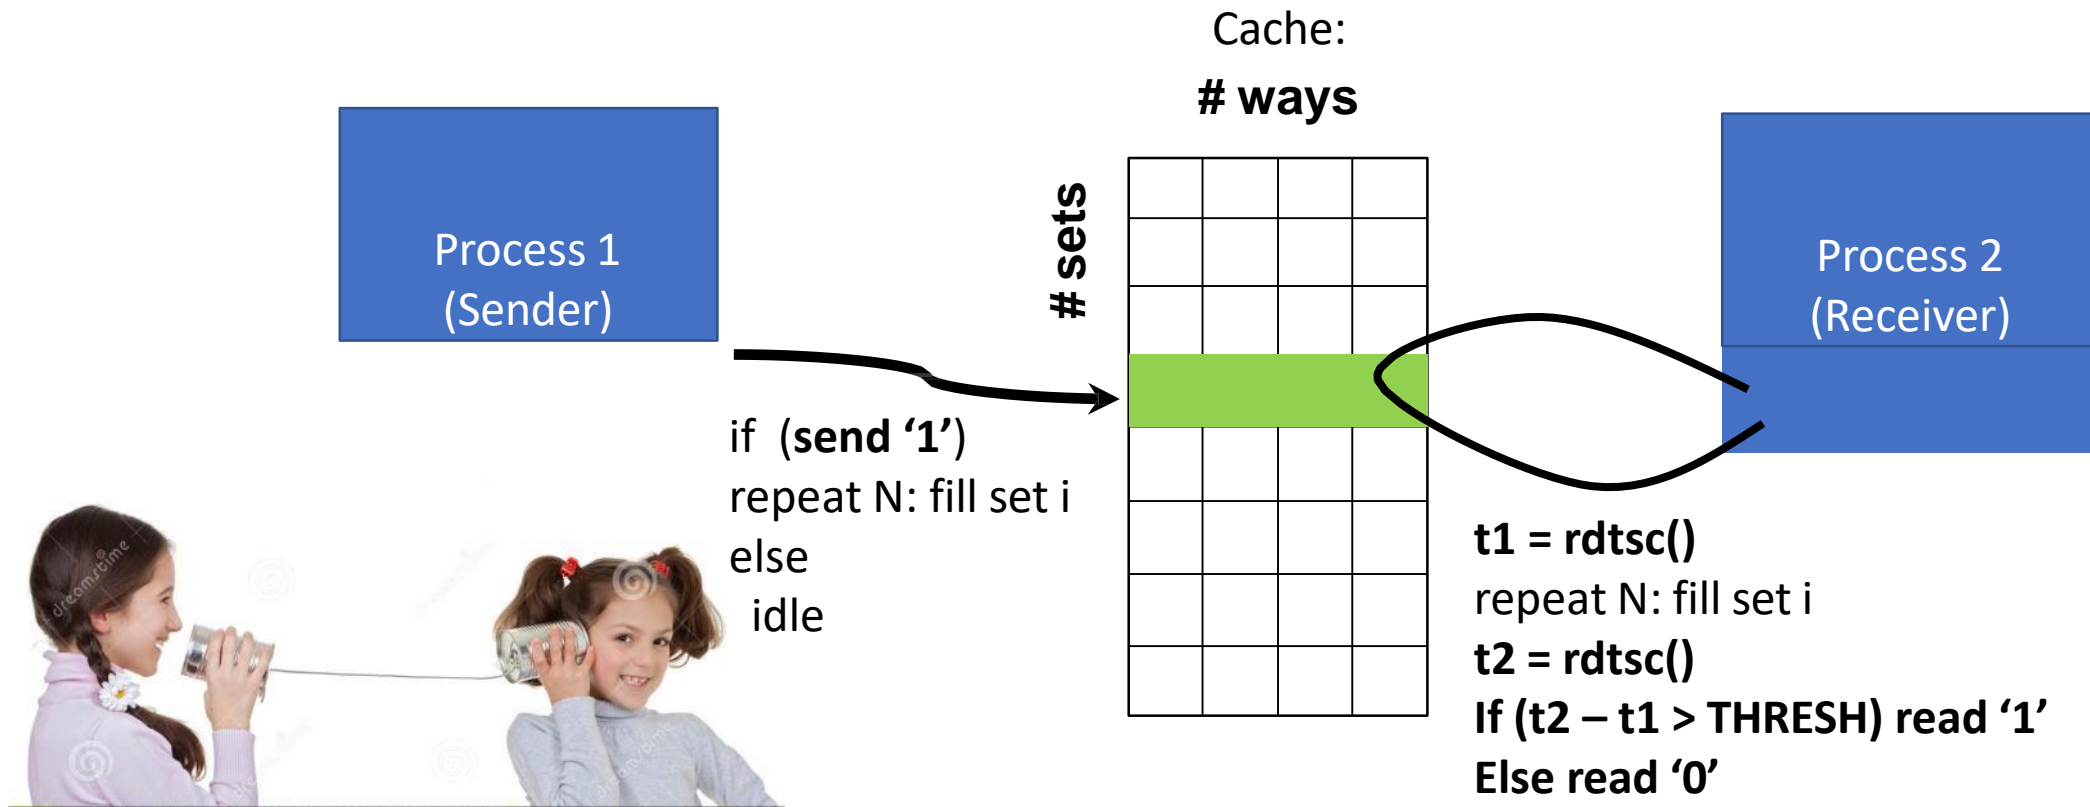 Cache:
# ways
# sets
Process 1
(Sender)
Process 2
(Receiver)
if (send ‘1’)
repeat N: fill set i
else
idle
t1 = rdtsc()
repeat N: fill set i
t2 = rdtsc()
If (t2 – t1 > THRESH) read ‘1’
Else read ‘0’
dreamstime